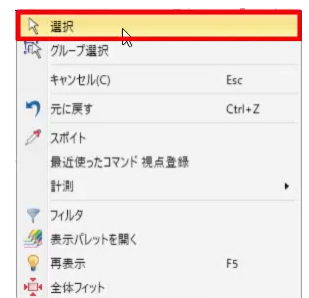 選択
グループ選択
キャンセル(C) Esc
元に戻す Ctrl+Z
スポイト
最近使ったコマンド 視点登録
計測
フィルタ
表示パレットを開く
再表示 F5
全体フィット